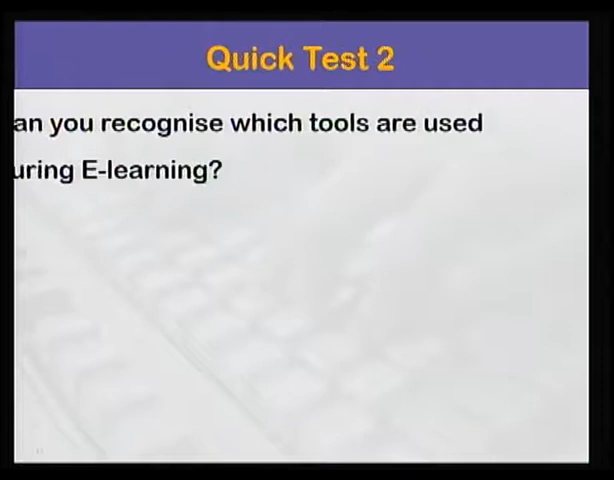 Quick Test 2
an you recognise which tools are used
uring E-learning?